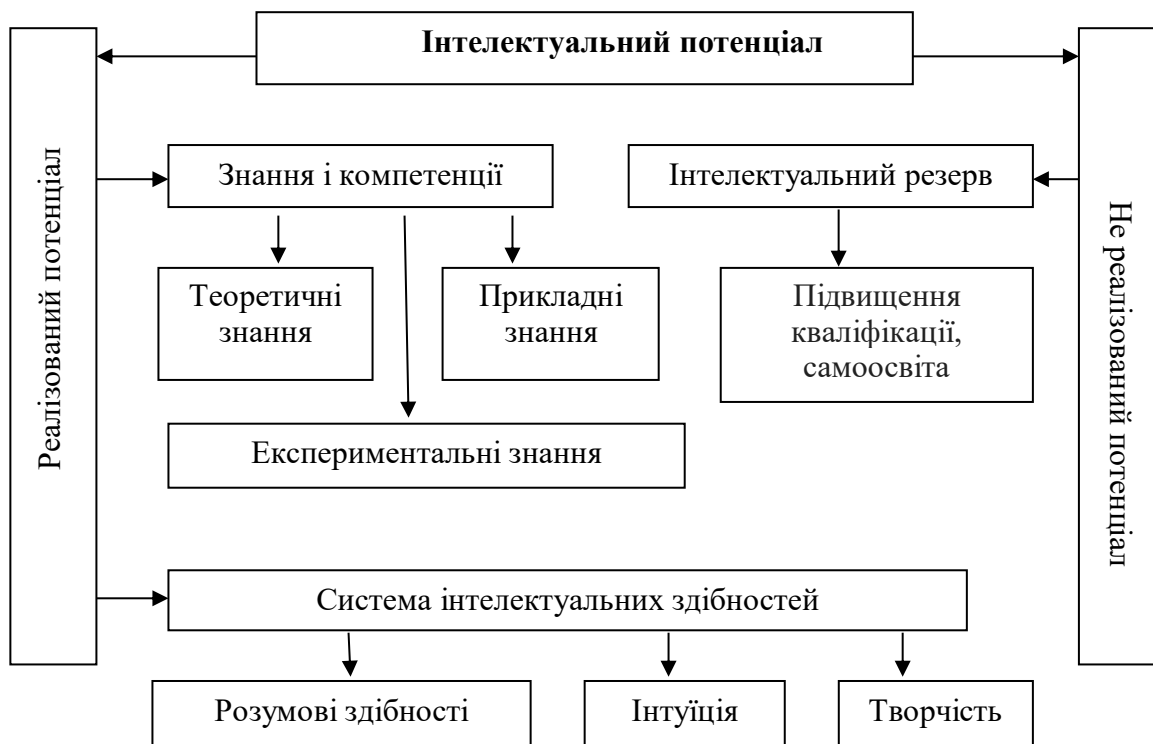 Інтелектуальний потенціал
Реалізований потенціал
Не реалізований потенціал
Знання і компетенції
Інтелектуальний резерв
Теоретичні
знання
Прикладні
знання
Підвищення
кваліфікації,
самоосвіта
Експериментальні знання
Система інтелектуальних здібностей
Розумові здібності
Інтуїція
Творчість